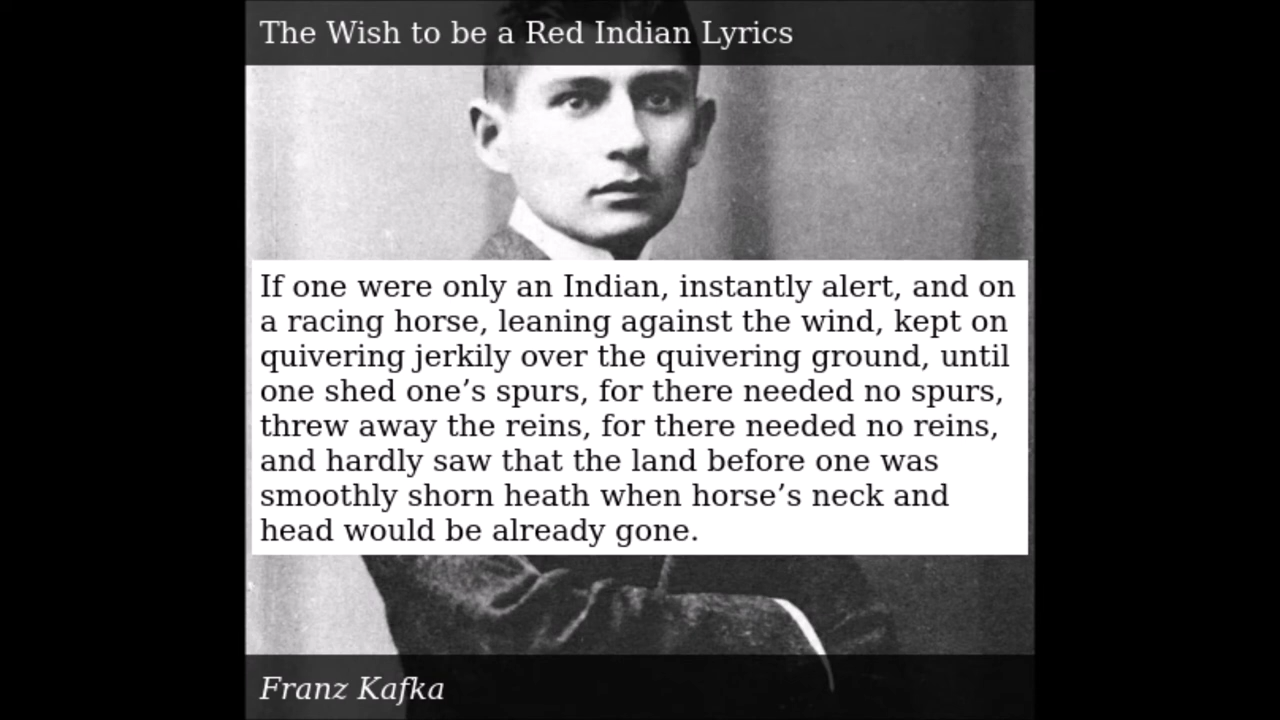 The Wish to be a Red Indian Lyrics
If one were only an Indian, instantly alert, and on
a racing horse, leaning against the wind, kept on
quivering jerkily over the quivering ground, until
one shed one’s spurs, for there needed no spurs,
threw away the reins, for there needed no reins,
and hardly saw that the land before one was
smoothly shorn heath when horse’s neck and
head would be already gone.
Franz Kafka